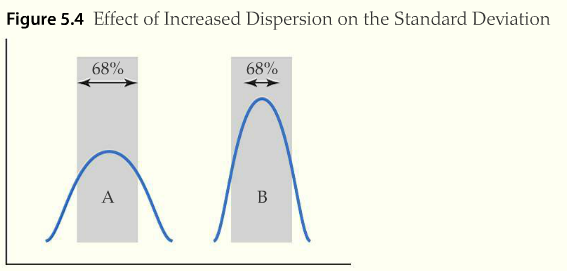 Figure 5.4 Effect of Increased Dispersion on the Standard Deviation
68% 68%
A B